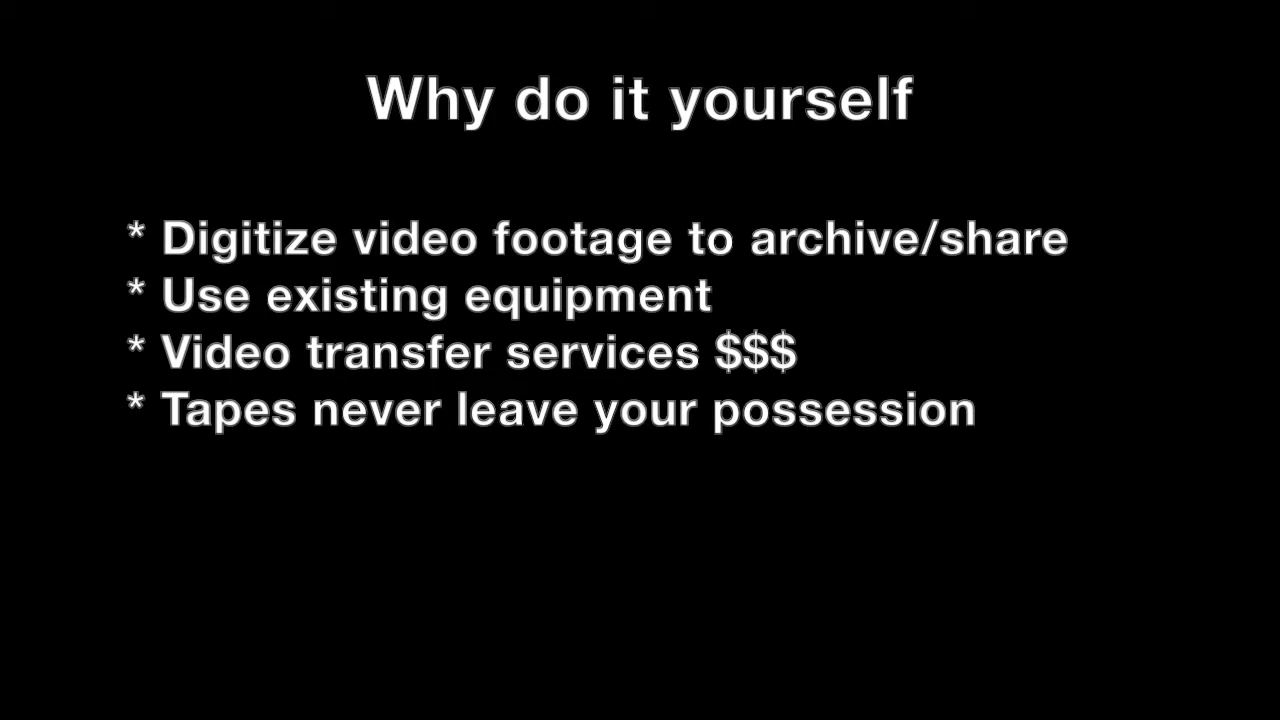 Why do it yourself
* Digitize video footage to archive/share
* Use existing equipment
* Video transfer services $$$
* Tapes never leave your possession